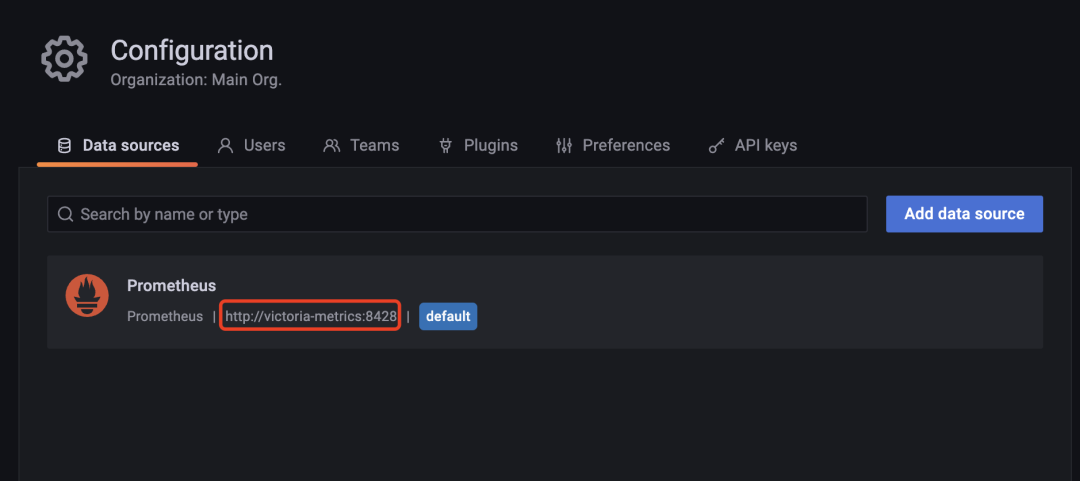 Configuration
Organization: Main Org.
Data sources Users Teams Plugins Preferences API keys
Search by name or type Add data source
Prometheus
Prometheus | http://victoria-metrics:8428 | default